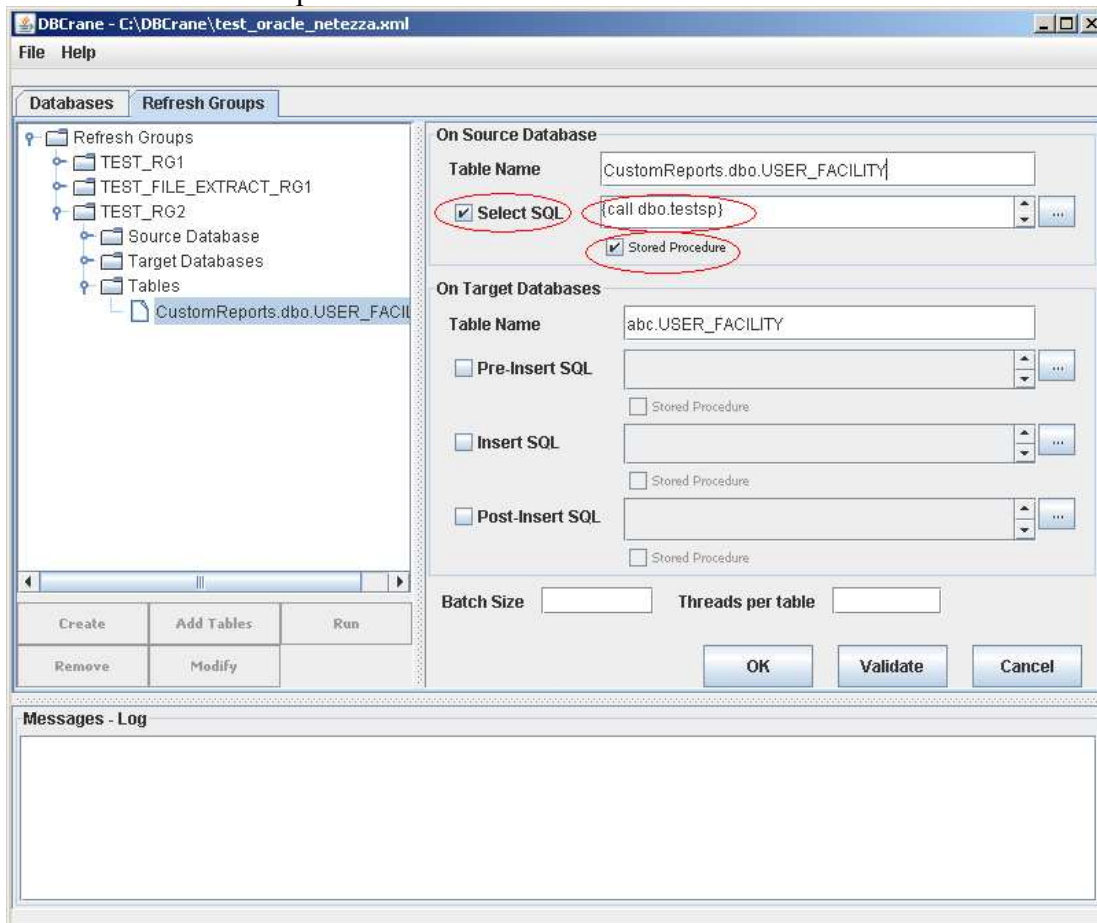 DBCrane - C:\DBCrane\test_oracle_netezza.xml
File Help
Databases Refresh Groups
Refresh Groups
TEST_RG1
TEST_FILE_EXTRACT_RG1
TEST_RG2
Source Database
Target Databases
Tables
CustomReports.dbo.USER_FACIL
Create Add Tables Run
Remove Modify
On Source Database
Table Name CustomReports.dbo.USER_FACILITY
Select SQL {call dbo.testsp} ...
Stored Procedure
On Target Databases
Table Name abc.USER_FACILITY
Pre-Insert SQL ...
Stored Procedure
Insert SQL ...
Stored Procedure
Post-Insert SQL ...
Stored Procedure
Batch Size Threads per table
OK Validate Cancel
Messages - Log